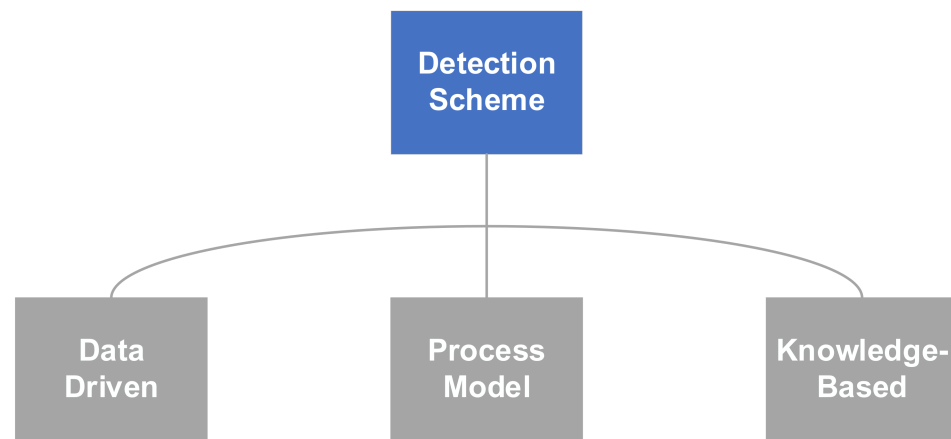 Detection
Scheme
Data
Driven
Process
Model
Knowledge-
Based